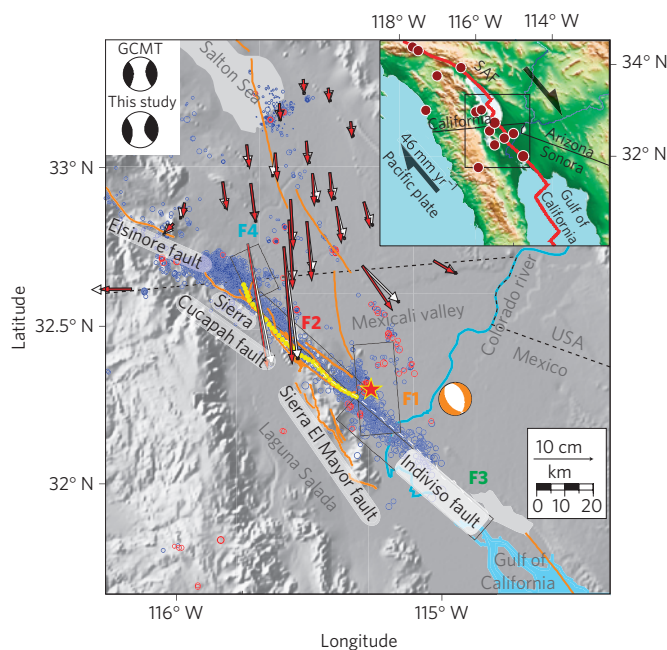 118° W
116° W
114° W
34° N
32° N
GCMT
This study
Salton
Sea
SAF
California
Arizona
Sonora
46 mm yr–1
Pacific plate
Gulf of
California
33° N
32.5° N
32° N
Latitude
Elsinore fault
F4
Sierra
Cucapah fault
F2
Mexicali valley
Colorado river
USA
Mexico
F1
Sierra El Mayor fault
Laguna Salada
Indiviso fault
F3
10 cm
km
0 10 20
Gulf of
California
116° W
115° W
Longitude